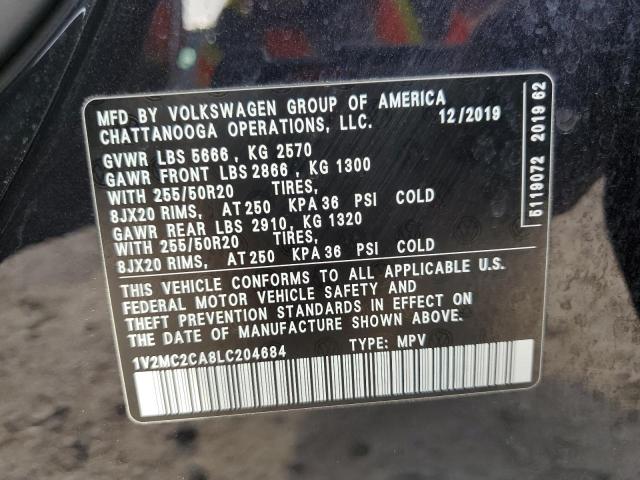 MFD BY VOLKSWAGEN GROUP OF AMERICA
CHATTANOOGA OPERATIONS, LLC. 12/2019
GVWR LBS 5666 , KG 2570
GAWR FRONT LBS 2866 , KG 1300
WITH 255/50R20 TIRES,
8JX20 RIMS, AT 250 KPA 36 PSI COLD
GAWR REAR LBS 2910, KG 1320
WITH 255/50R20 TIRES,
8JX20 RIMS, AT 250 KPA 36 PSI COLD
THIS VEHICLE CONFORMS TO ALL APPLICABLE U.S.
FEDERAL MOTOR VEHICLE SAFETY AND
THEFT PREVENTION STANDARDS IN EFFECT ON
THE DATE OF MANUFACTURE SHOWN ABOVE.
1V2MC2CA8LC204684 TYPE: MPV
5119072 2019 62